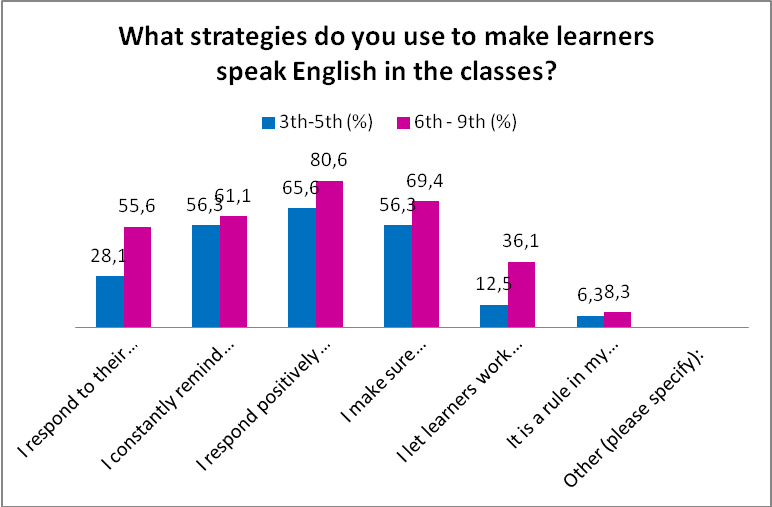 What strategies do you use to make learners
speak English in the classes?
3th-5th (%)
6th - 9th (%)
28,1
55,6
56,3
61,1
65,6
80,6
56,3
69,4
12,5
36,1
6,3
8,3
I respond to their...
I constantly remind...
I respond positively...
I make sure...
I let learners work...
It is a rule in my...
Other (please specify):